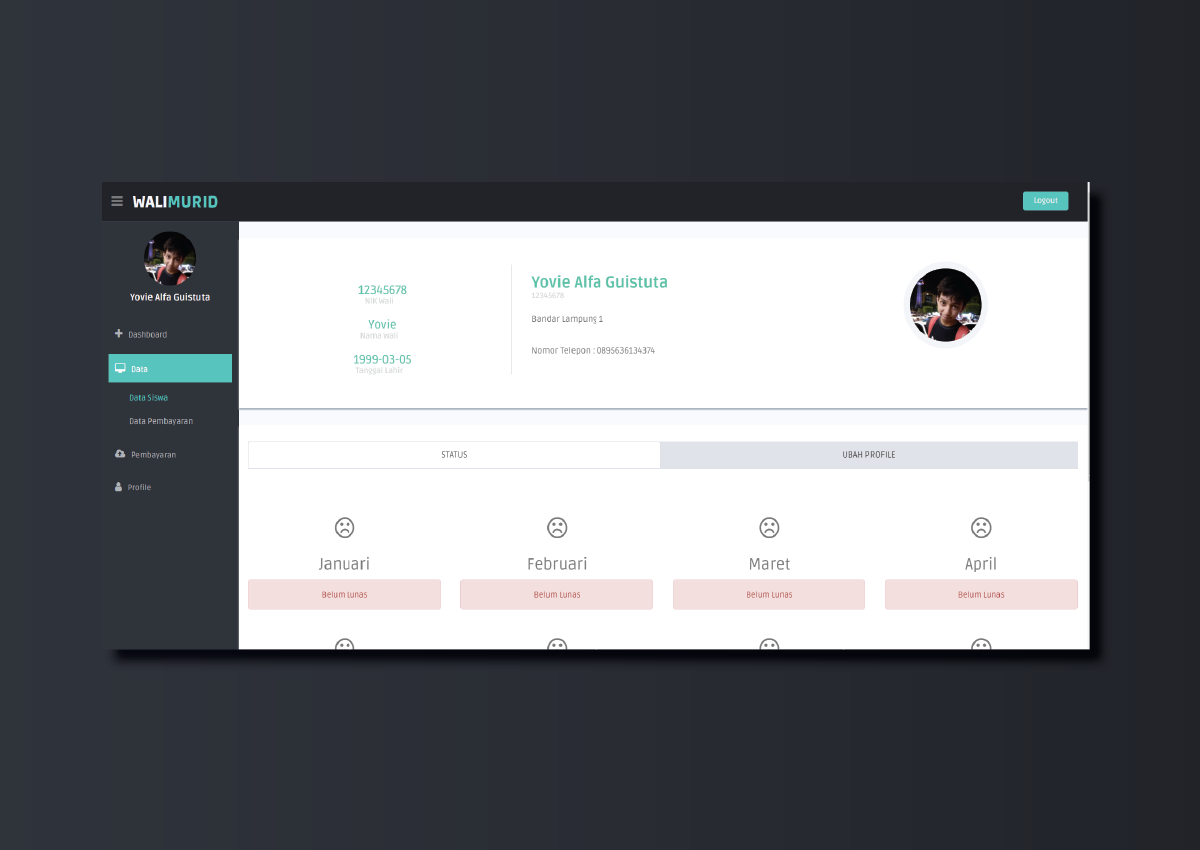 WALIMURID
Logout
Yovie Alfa Guistuta
Dashboard
Data
Data Siswa
Data Pembayaran
Pembayaran
Profile
12345678
NIK Wali
Yovie
Nama Wali
1999-03-05
Tanggal Lahir
Yovie Alfa Guistuta
12345678
Bandar Lampung 1
Nomor Telepon : 0895636134374
STATUS
UBAH PROFILE
Januari
Februari
Maret
April
Belum Lunas
Belum Lunas
Belum Lunas
Belum Lunas